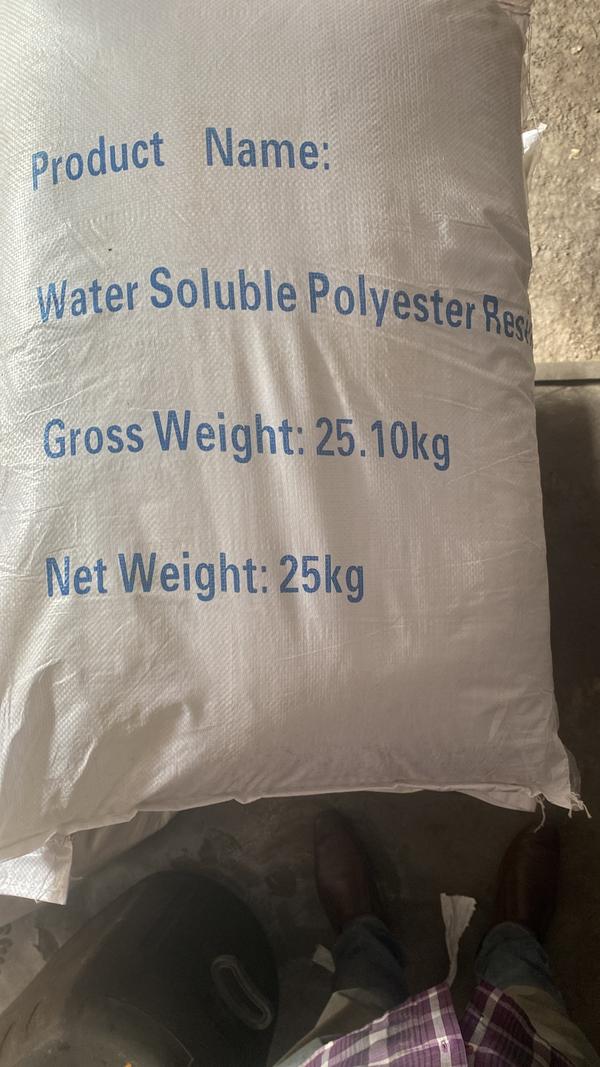 Product Name:
Water Soluble Polyester
Gross Weight: 25.10kg
Net Weight: 25kg